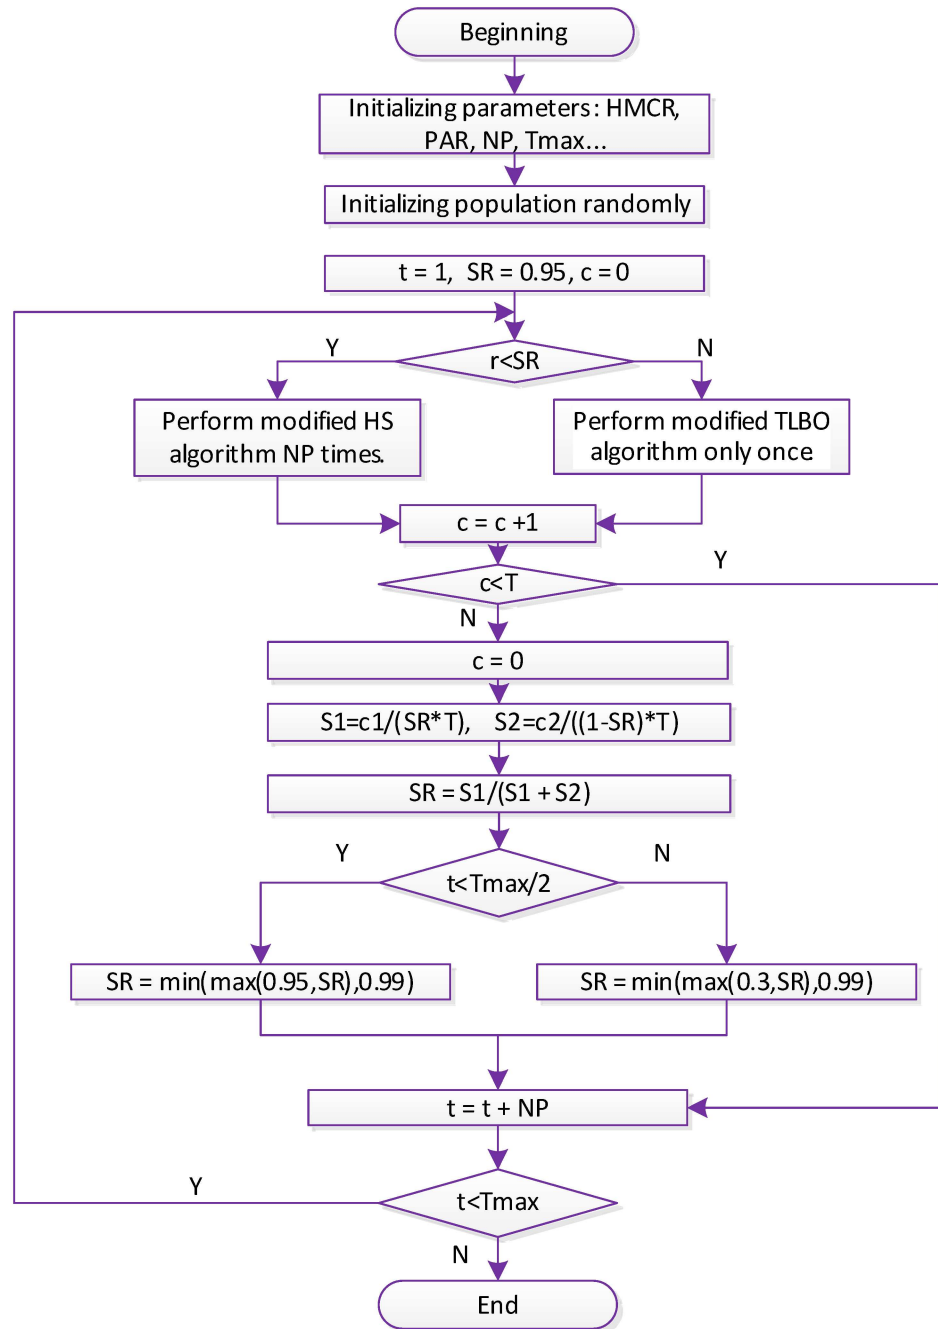 Beginning
Initializing parameters: HMCR,
PAR, NP, Tmax...
Initializing population randomly
t = 1, SR = 0.95, c = 0
r<SR
Y
N
Perform modified HS
algorithm NP times.
Perform modified TLBO
algorithm only once
c = c +1
c<T
Y
N
c = 0
S1=c1/(SR*T), S2=c2/((1-SR)*T)
SR = S1/(S1 + S2)
t<Tmax/2
Y
N
SR = min(max(0.95,SR),0.99)
SR = min(max(0.3,SR),0.99)
t = t + NP
t<Tmax
Y
N
End